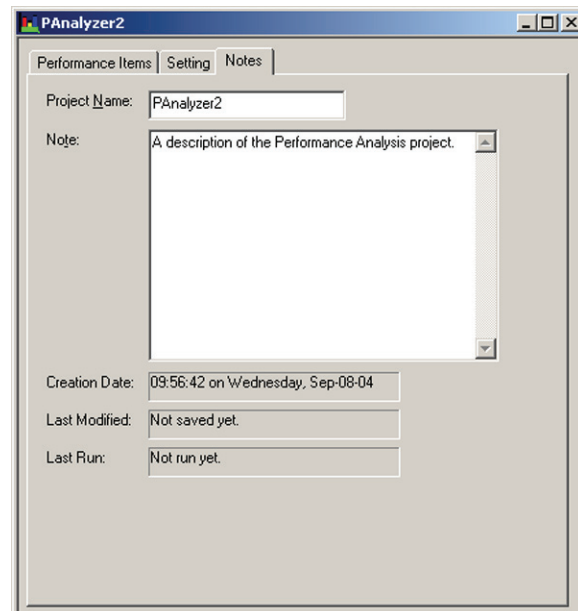 PAnalyzer2
Performance Items Setting Notes
Project Name: PAnalyzer2
Note: A description of the Performance Analysis project.
Creation Date: 09:56:42 on Wednesday, Sep-08-04
Last Modified: Not saved yet.
Last Run: Not run yet.